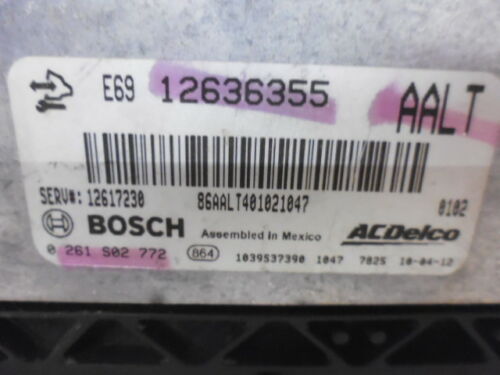 E69 12636355 AALT
SERV#: 12617230 86AALT401021047 0102
BOSCH Assembled in Mexico ACDelco
0 261 S02 772 864 1039537390 1047 7825 10-04-12